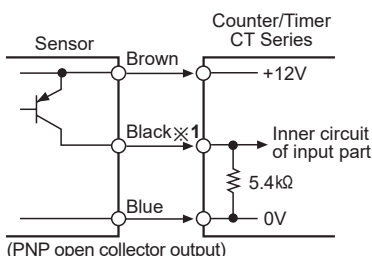 Counter/Timer
CT Series
Sensor
Brown
+12V
Black※1
Inner circuit
of input part
5.4kΩ
Blue
0V
(PNP open collector output)